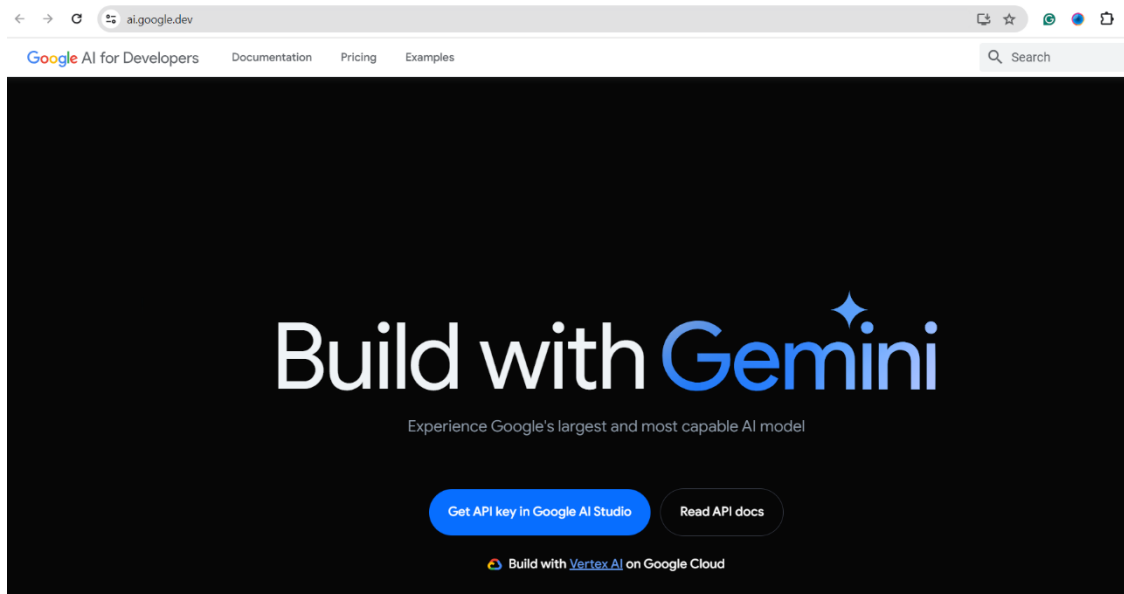 ai.google.dev
Google AI for Developers Documentation Pricing Examples Search
Build with Gemini
Experience Google's largest and most capable AI model
Get API key in Google AI Studio Read API docs
Build with Vertex AI on Google Cloud